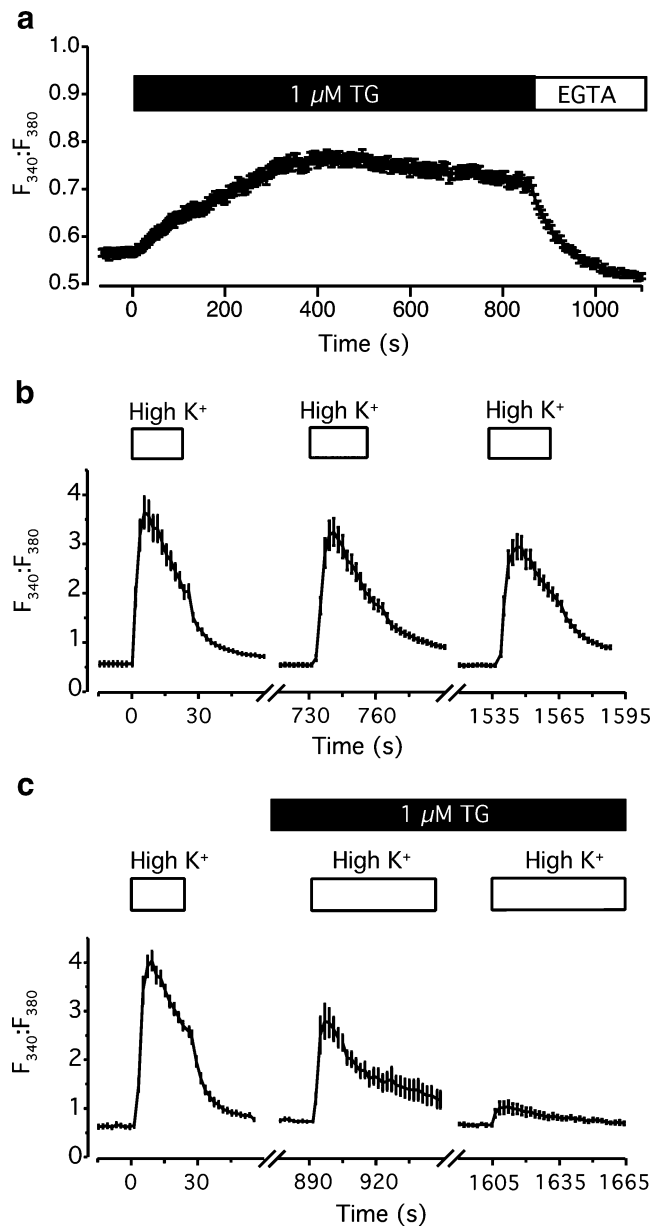 a
1.0
0.9
0.8
0.7
0.6
0.5
F340:F380
1 µM TG
EGTA
0 200 400 600 800 1000
Time (s)
b
High K+ High K+ High K+
4
3
2
1
0
F340:F380
0 30 730 760 1535 1565 1595
Time (s)
c
1 µM TG
High K+ High K+ High K+
4
3
2
1
0
F340:F380
0 30 890 920 1605 1635 1665
Time (s)